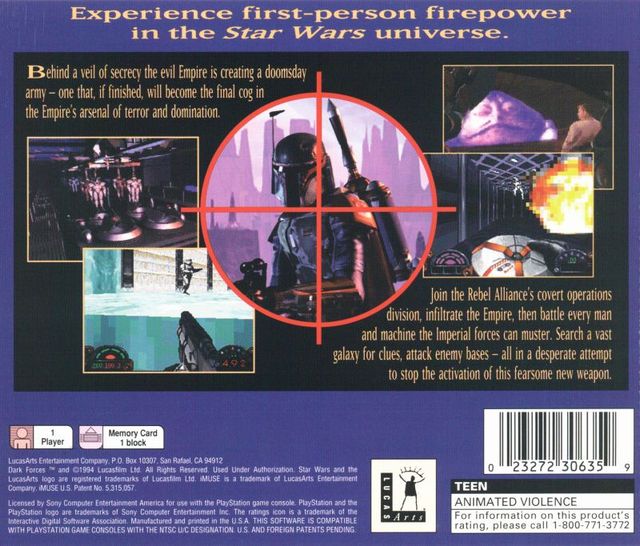 Experience first-person firepower
in the Star Wars universe.
Behind a veil of secrecy the evil Empire is creating a doomsday
army – one that, if finished, will become the final cog in
the Empire's arsenal of terror and domination.
Join the Rebel Alliance's covert operations
division, infiltrate the Empire, then battle every man
and machine the Imperial forces can muster. Search a vast
galaxy for clues, attack enemy bases – all in a desperate attempt
to stop the activation of this fearsome new weapon.
1
Player
Memory Card
1 block
LucasArts Entertainment Company, P.O. Box 10307. San Rafael. CA 94912
Dark Forces ™ and ©1994 Lucasfilm Ltd. All Rights Reserved. Used Under Authorization. Star Wars and the
LucasArts logo are registered trademarks of Lucasfilm Ltd. iMUSE is a trademark of LucasArts Entertainment
Company. iMUSE U.S. Patent No. 5,315,057.
Licensed by Sony Computer Entertainment America for use with the PlayStation game console. PlayStation and the
PlayStation logo are trademarks of Sony Computer Entertainment Inc. The ratings icon is a trademark of the
Interactive Digital Software Association. Manufactured and printed in the U.S.A. THIS SOFTWARE IS COMPATIBLE
WITH PLAYSTATION GAME CONSOLES WITH THE NTSC U/C DESIGNATION. U.S. AND FOREIGN PATENTS PENDING.
LUCAS
Arts
0 23272 30635 9
TEEN
ANIMATED VIOLENCE
For information on this product's
rating, please call 1-800-771-3772